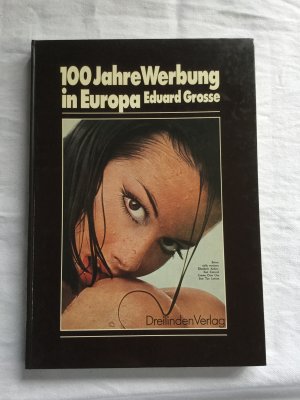 100 Jahre Werbung
in Europa Eduard Grosse
Dreilinden Verlag